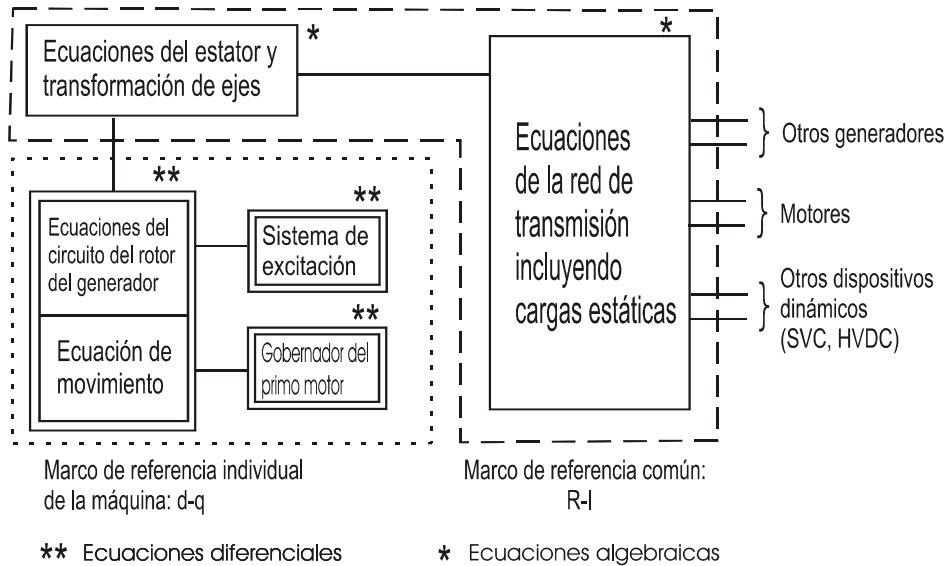 Ecuaciones del estator y
transformación de ejes
*
*
Ecuaciones
de la red de
transmisión
incluyendo
cargas estáticas
} Otros generadores
} Motores
Otros dispositivos
} dinámicos
(SVC, HVDC)
**
Ecuaciones del
circuito del rotor
del generador
Ecuación de
movimiento
**
Sistema de
excitación
**
Gobernador del
primo motor
Marco de referencia individual
de la máquina: d-q
Marco de referencia común:
R-I
** Ecuaciones diferenciales
* Ecuaciones algebraicas